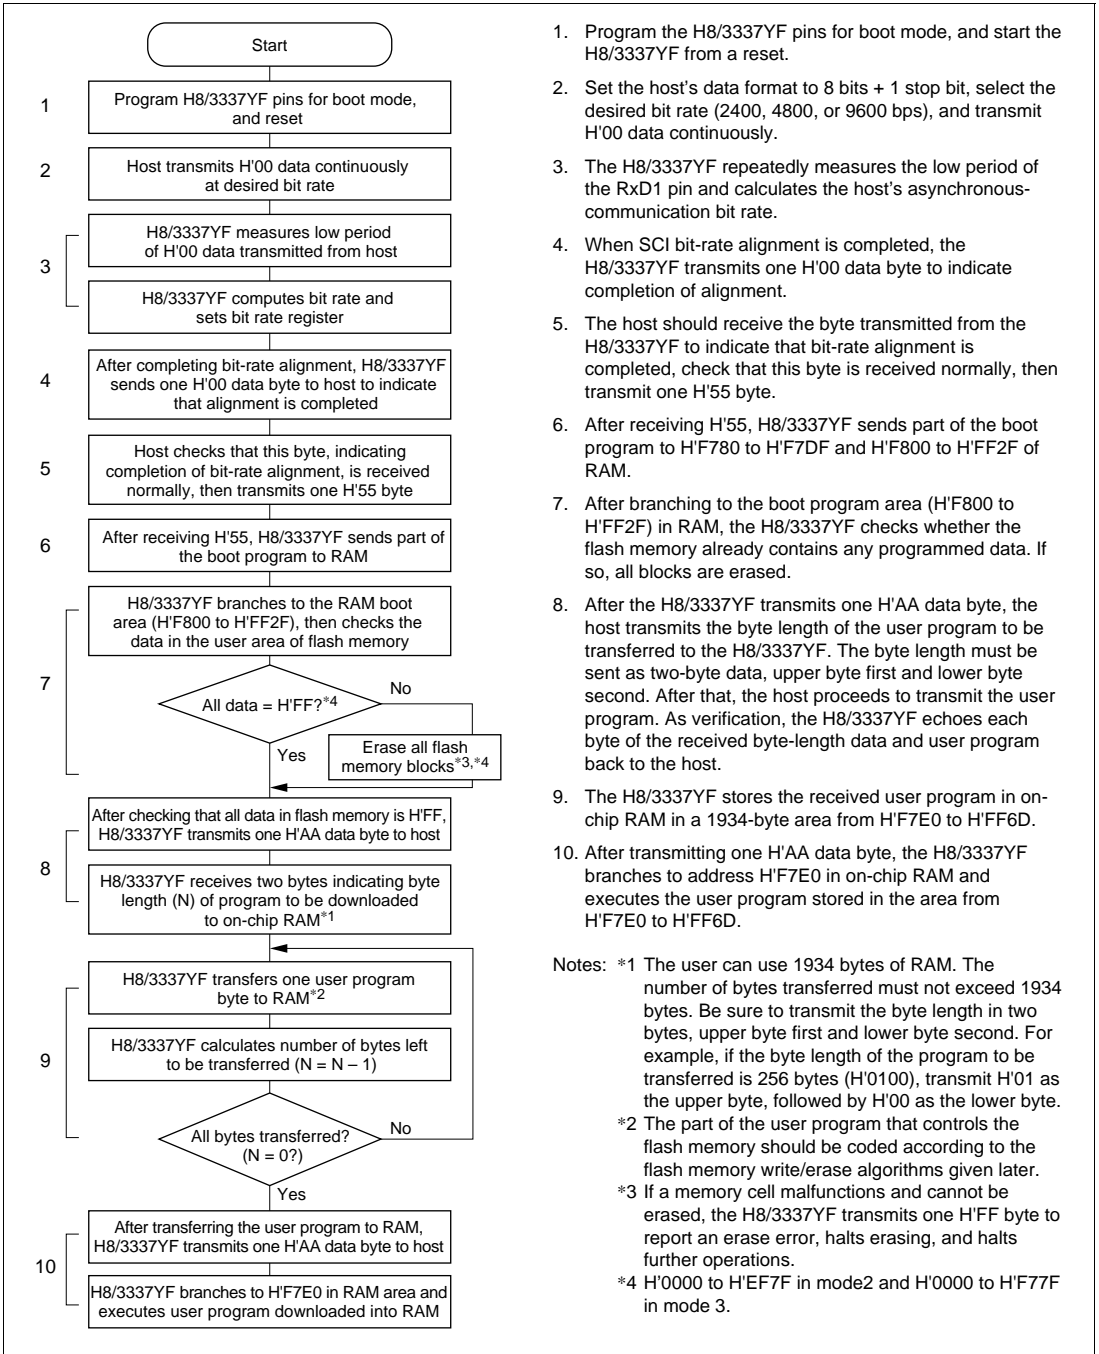 Start
1
Program H8/3337YF pins for boot mode,
and reset
2
Host transmits H'00 data continuously
at desired bit rate
3
H8/3337YF measures low period
of H'00 data transmitted from host
H8/3337YF computes bit rate and
sets bit rate register
4
After completing bit-rate alignment, H8/3337YF
sends one H'00 data byte to host to indicate
that alignment is completed
5
Host checks that this byte, indicating
completion of bit-rate alignment, is received
normally, then transmits one H'55 byte
6
After receiving H'55, H8/3337YF sends part of
the boot program to RAM
7
H8/3337YF branches to the RAM boot
area (H'F800 to H'FF2F), then checks the
data in the user area of flash memory
All data = H'FF?*4
No
Yes
Erase all flash
memory blocks*3,*4
8
After checking that all data in flash memory is H'FF,
H8/3337YF transmits one H'AA data byte to host
H8/3337YF receives two bytes indicating byte
length (N) of program to be downloaded
to on-chip RAM*1
9
H8/3337YF transfers one user program
byte to RAM*2
H8/3337YF calculates number of bytes left
to be transferred (N = N – 1)
All bytes transferred?
(N = 0?)
No
Yes
10
After transferring the user program to RAM,
H8/3337YF transmits one H'AA data byte to host
H8/3337YF branches to H'F7E0 in RAM area and
executes user program downloaded into RAM
1. Program the H8/3337YF pins for boot mode, and start the
H8/3337YF from a reset.
2. Set the host's data format to 8 bits + 1 stop bit, select the
desired bit rate (2400, 4800, or 9600 bps), and transmit
H'00 data continuously.
3. The H8/3337YF repeatedly measures the low period of
the RxD1 pin and calculates the host's asynchronous-
communication bit rate.
4. When SCI bit-rate alignment is completed, the
H8/3337YF transmits one H'00 data byte to indicate
completion of alignment.
5. The host should receive the byte transmitted from the
H8/3337YF to indicate that bit-rate alignment is
completed, check that this byte is received normally, then
transmit one H'55 byte.
6. After receiving H'55, H8/3337YF sends part of the boot
program to H'F780 to H'F7DF and H'F800 to H'FF2F of
RAM.
7. After branching to the boot program area (H'F800 to
H'FF2F) in RAM, the H8/3337YF checks whether the
flash memory already contains any programmed data. If
so, all blocks are erased.
8. After the H8/3337YF transmits one H'AA data byte, the
host transmits the byte length of the user program to be
transferred to the H8/3337YF. The byte length must be
sent as two-byte data, upper byte first and lower byte
second. After that, the host proceeds to transmit the user
program. As verification, the H8/3337YF echoes each
byte of the received byte-length data and user program
back to the host.
9. The H8/3337YF stores the received user program in on-
chip RAM in a 1934-byte area from H'F7E0 to H'FF6D.
10. After transmitting one H'AA data byte, the H8/3337YF
branches to address H'F7E0 in on-chip RAM and
executes the user program stored in the area from
H'F7E0 to H'FF6D.
Notes: *1 The user can use 1934 bytes of RAM. The
number of bytes transferred must not exceed 1934
bytes. Be sure to transmit the byte length in two
bytes, upper byte first and lower byte second. For
example, if the byte length of the program to be
transferred is 256 bytes (H'0100), transmit H'01 as
the upper byte, followed by H'00 as the lower byte.
*2 The part of the user program that controls the
flash memory should be coded according to the
flash memory write/erase algorithms given later.
*3 If a memory cell malfunctions and cannot be
erased, the H8/3337YF transmits one H'FF byte to
report an erase error, halts erasing, and halts
further operations.
*4 H'0000 to H'EF7F in mode2 and H'0000 to H'F77F
in mode 3.